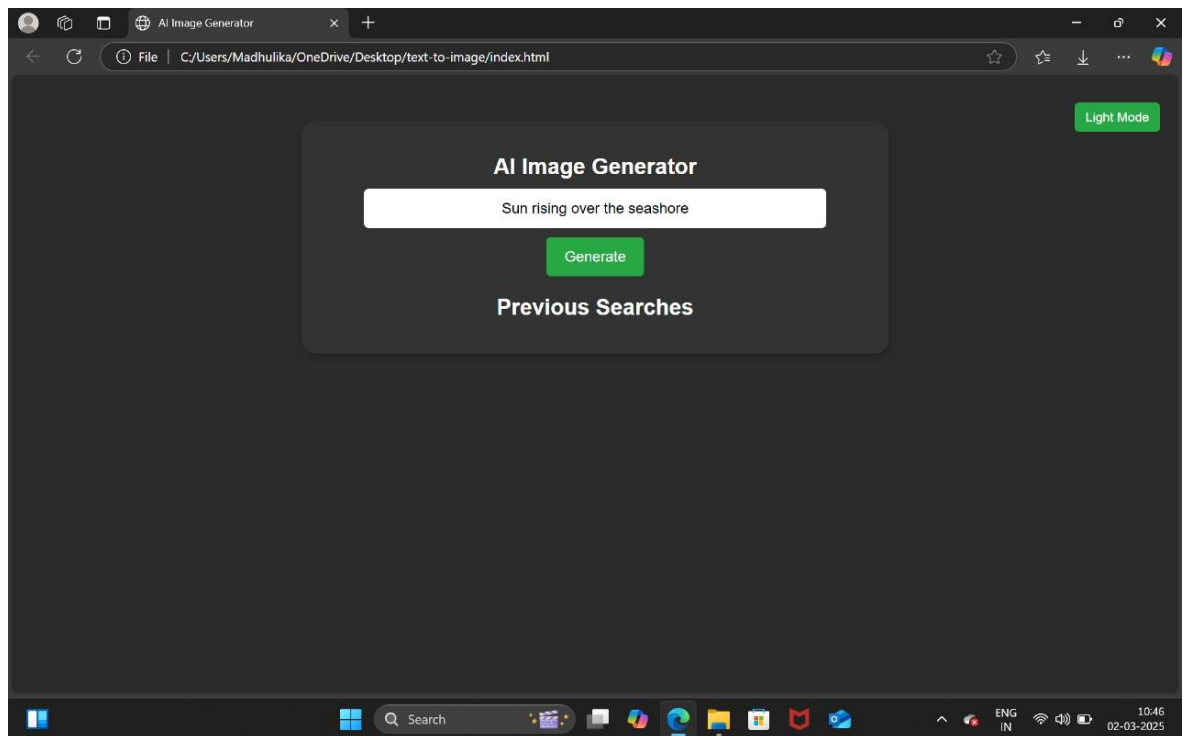 AI Image Generator
File | C:/Users/Madhulika/OneDrive/Desktop/text-to-image/index.html
Light Mode
AI Image Generator
Sun rising over the seashore
Generate
Previous Searches
Search
ENG
IN
10:46
02-03-2025